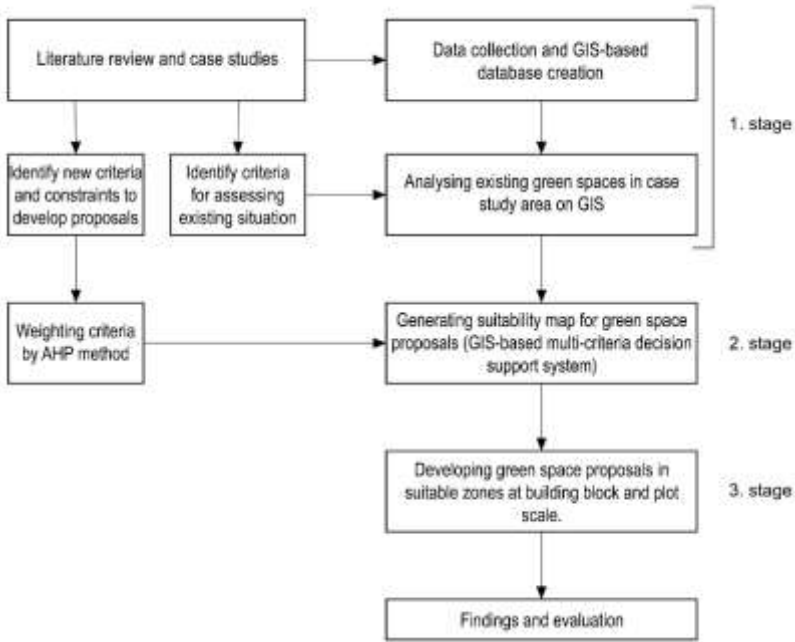 Literature review and case studies
Data collection and GIS-based
database creation
1. stage
Identify new criteria
and constraints to
develop proposals
Identify criteria
for assessing
existing situation
Analysing existing green spaces in case
study area on GIS
Weighting criteria
by AHP method
Generating suitability map for green space
proposals (GIS-based multi-criteria decision
support system)
2. stage
Developing green space proposals in
suitable zones at building block and plot
scale.
3. stage
Findings and evaluation